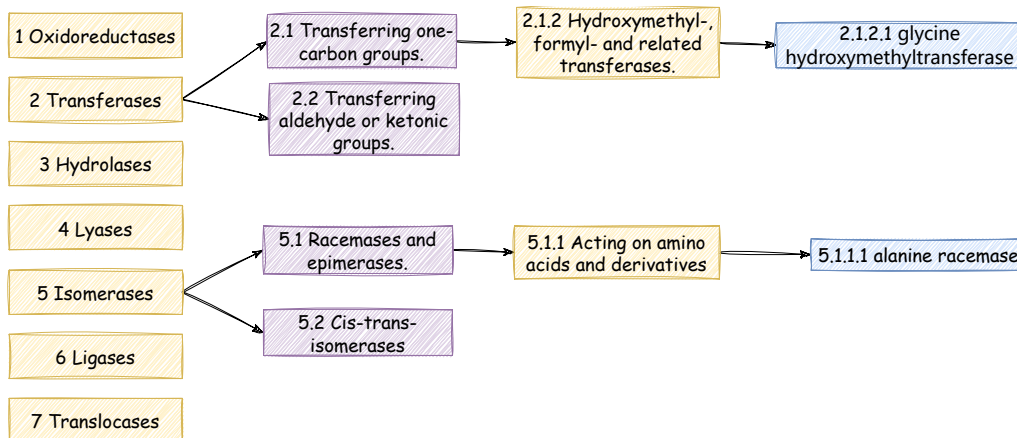 1 Oxidoreductases
2 Transferases
3 Hydrolases
4 Lyases
5 Isomerases
6 Ligases
7 Translocases
2.1 Transferring one-
carbon groups.
2.2 Transferring
aldehyde or ketonic
groups.
5.1 Racemases and
epimerases.
5.2 Cis-trans-
isomerases
2.1.2 Hydroxymethyl-,
formyl- and related
transferases.
5.1.1 Acting on amino
acids and derivatives
2.1.2.1 glycine
hydroxymethyltransferase
5.1.1.1 alanine racemase